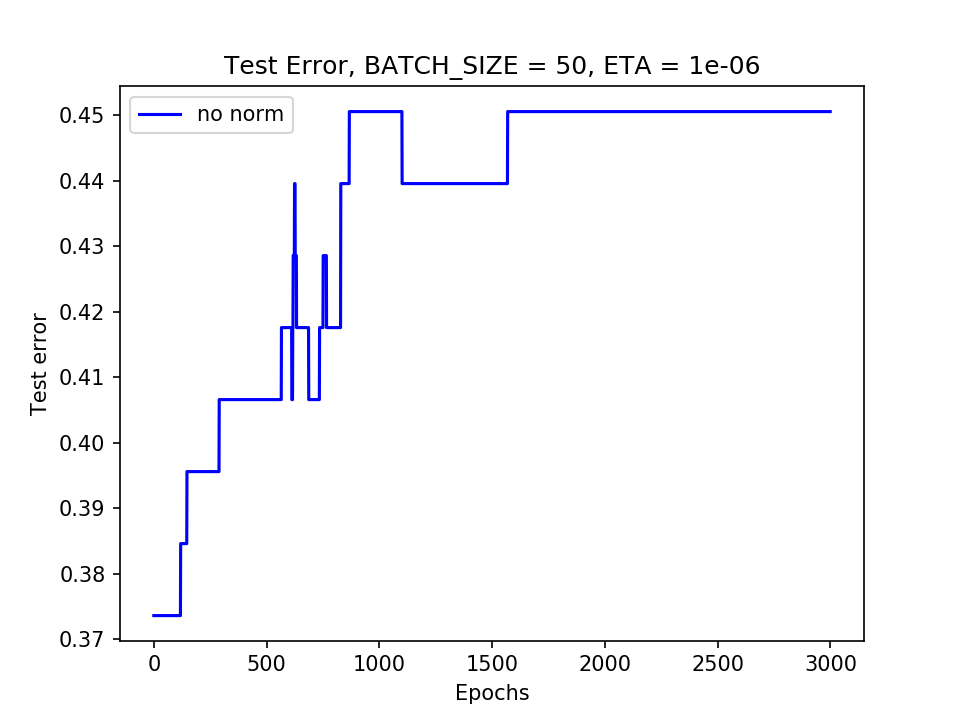 Test Error, BATCH_SIZE = 50, ETA = 1e-06
no norm
0.45
0.44
0.43
0.42
0.41
0.40
0.39
0.38
0.37
Test error
0 500 1000 1500 2000 2500 3000
Epochs